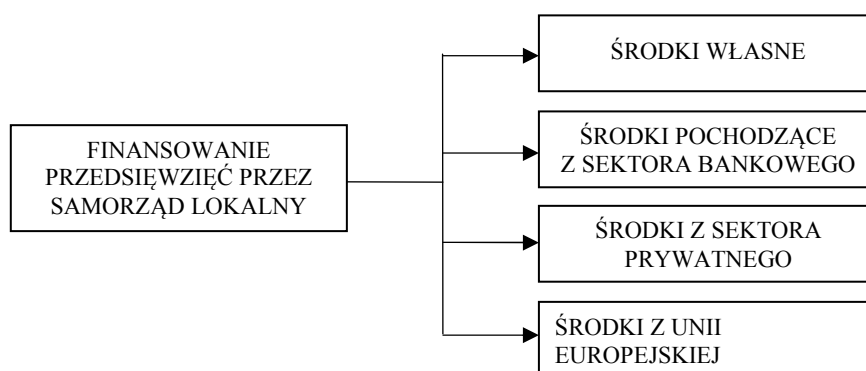 FINANSOWANIE
PRZEDSIĘWZIĘĆ PRZEZ
SAMORZĄD LOKALNY
ŚRODKI WŁASNE
ŚRODKI POCHODZĄCE
Z SEKTORA BANKOWEGO
ŚRODKI Z SEKTORA
PRYWATNEGO
ŚRODKI Z UNII
EUROPEJSKIEJ